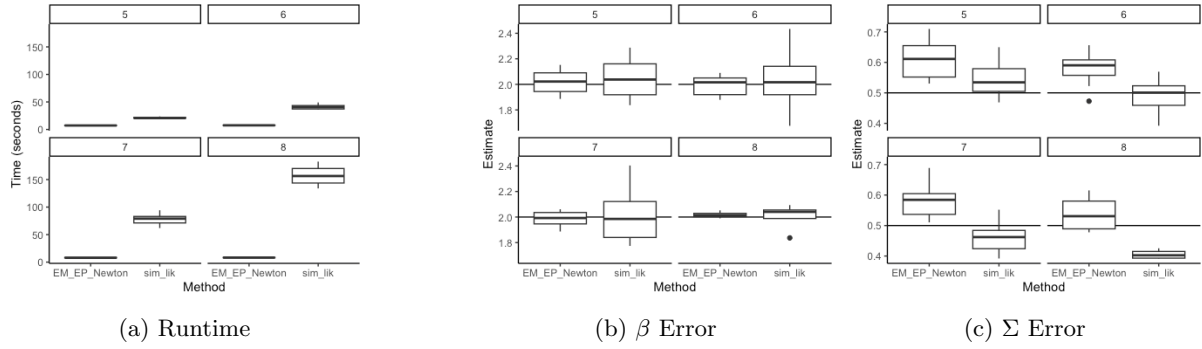 5
6
150
100
50
0
7
8
150
100
50
0
Time (seconds)
EM_EP_Newton
sim_lik
EM_EP_Newton
sim_lik
Method
(a) Runtime
5
6
2.4
2.2
2.0
1.8
7
8
2.4
2.2
2.0
1.8
Estimate
EM_EP_Newton
sim_lik
EM_EP_Newton
sim_lik
Method
(b) β Error
5
6
0.7
0.6
0.5
0.4
7
8
0.7
0.6
0.5
0.4
Estimate
EM_EP_Newton
sim_lik
EM_EP_Newton
sim_lik
Method
(c) Σ Error